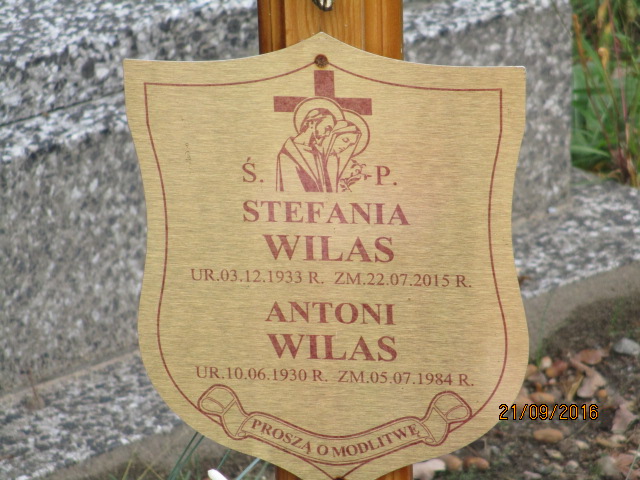 Ś. P.
STEFANIA
WILAS
UR.03.12.1933 R. ZM.22.07.2015 R.
ANTONI
WILAS
UR.10.06.1930 R. ZM.05.07.1984 R.
PROSZĄ O MODLITWĘ
21/09/2016